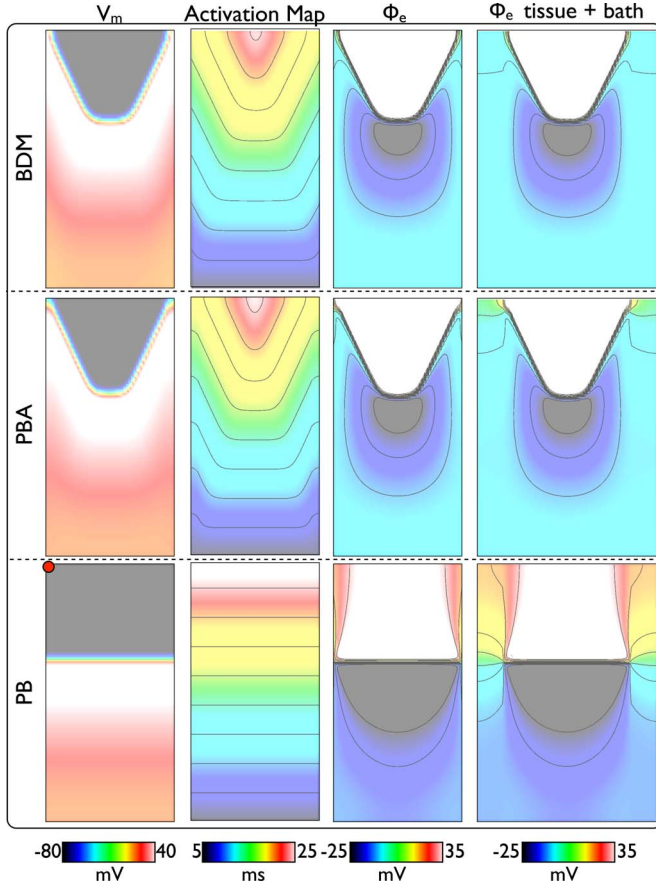 Vm Activation Map Φe Φe tissue + bath
BDM
PBA
PB
-80 40 5 25 -25 35 -25 35
mV ms mV mV